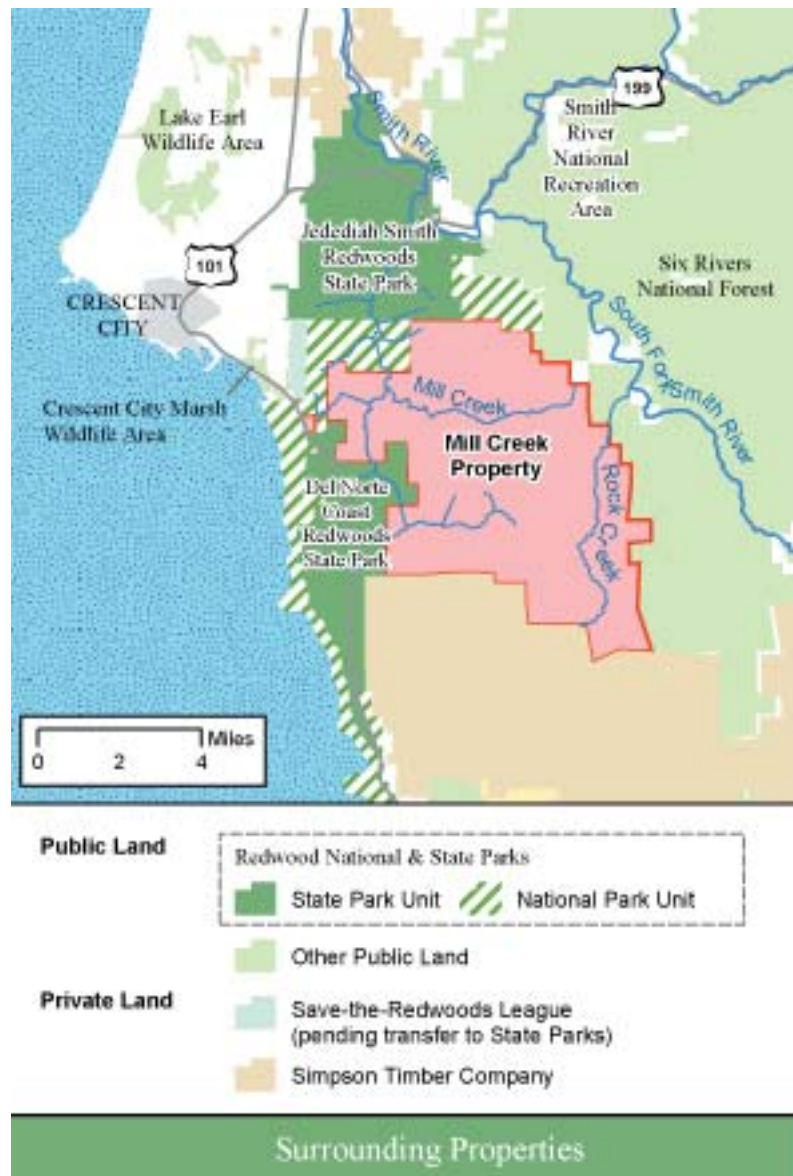 199
Smith River
Smith
River
National
Recreation
Area
Lake Earl
Wildlife Area
Jedediah Smith
Redwoods
State Park
101
Six Rivers
National Forest
CRESCENT
CITY
South Fork Smith River
Mill Creek
Crescent City Marsh
Wildlife Area
Mill Creek
Property
Rock Creek
Del Norte
Coast
Redwoods
State Park
Miles
0 2 4
Public Land
Redwood National & State Parks
State Park Unit
National Park Unit
Other Public Land
Private Land
Save-the-Redwoods League
(pending transfer to State Parks)
Simpson Timber Company
Surrounding Properties